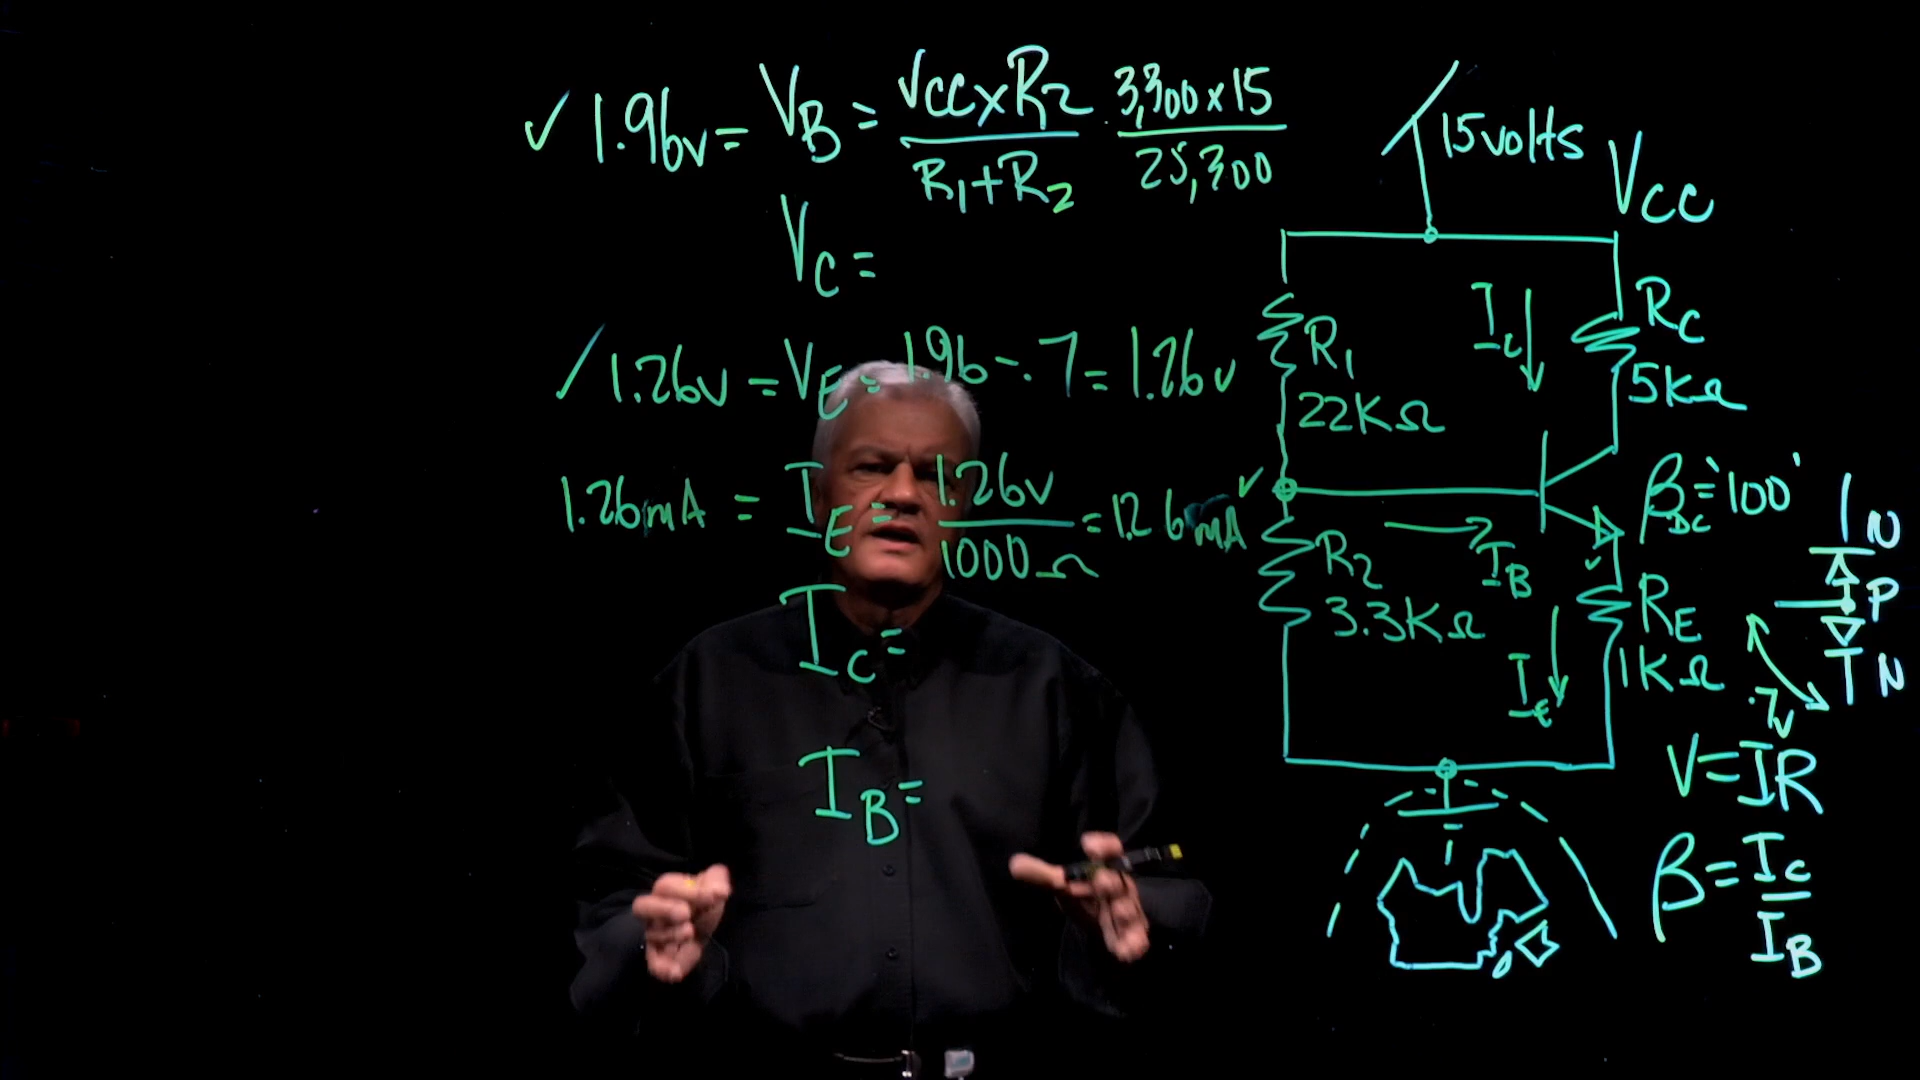 ✓ 1.96v = VB = VCC x R2 / R1 + R2 3,300 x 15 / 25,300
VC =
/ 1.26v = VE = 1.96 - .7 = 1.26v
1.26mA = IE = 1.26v / 1000Ω = 12 6mA
IC =
IB =
15 volts
VCC
IC
RC
5KΩ
R1
22KΩ
βDC = '100'
R2
3.3KΩ
IB
RE
1KΩ
IE
N
P
N
.7v
V = IR
β = IC / IB